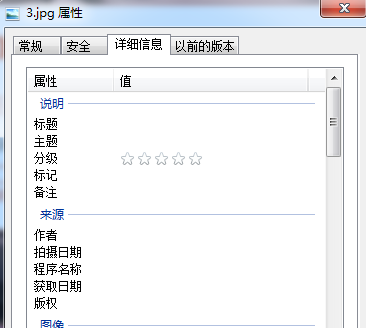 3.jpg 属性
常规 安全 详细信息 以前的版本
属性 值
说明
标题
主题
分级
标记
备注
来源
作者
拍摄日期
程序名称
获取日期
版权
图像